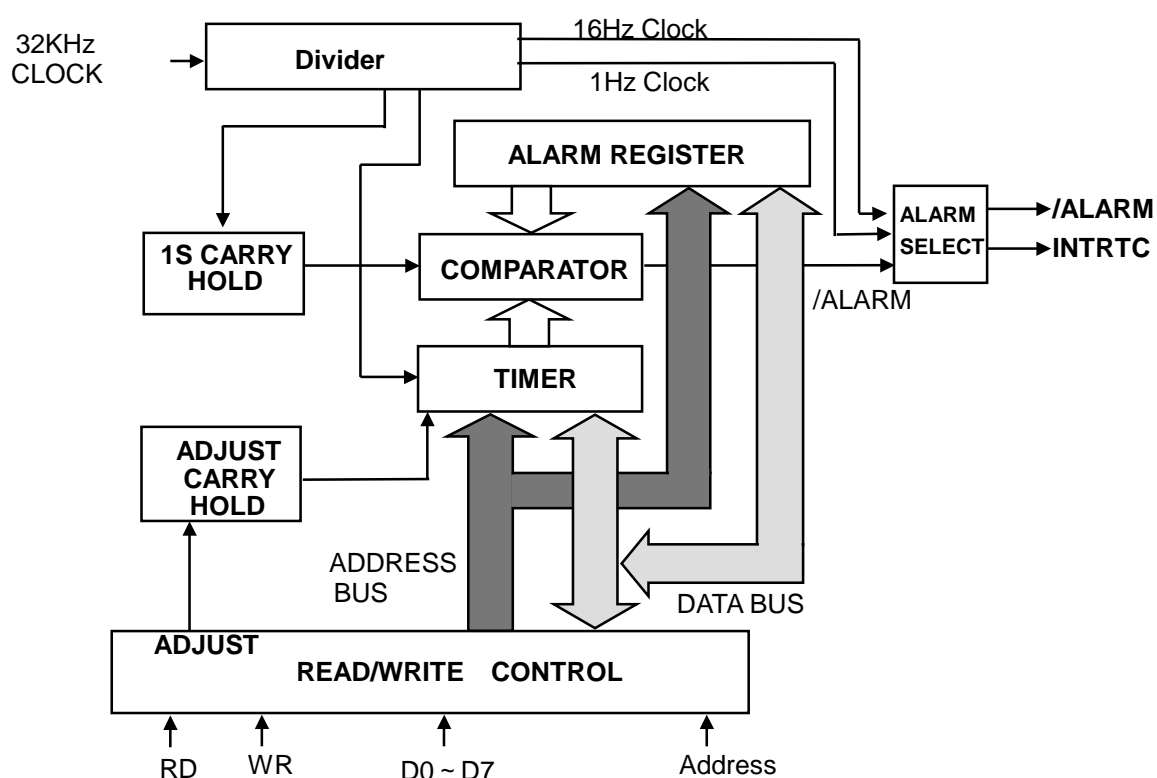 16Hz Clock
32KHz
CLOCK
Divider
1Hz Clock
ALARM REGISTER
ALARM
SELECT
/ALARM
INTRTC
1S CARRY
HOLD
COMPARATOR
/ALARM
TIMER
ADJUST
CARRY
HOLD
ADDRESS
BUS
DATA BUS
ADJUST
READ/WRITE CONTROL
RD
WR
D0 ~ D7
Address